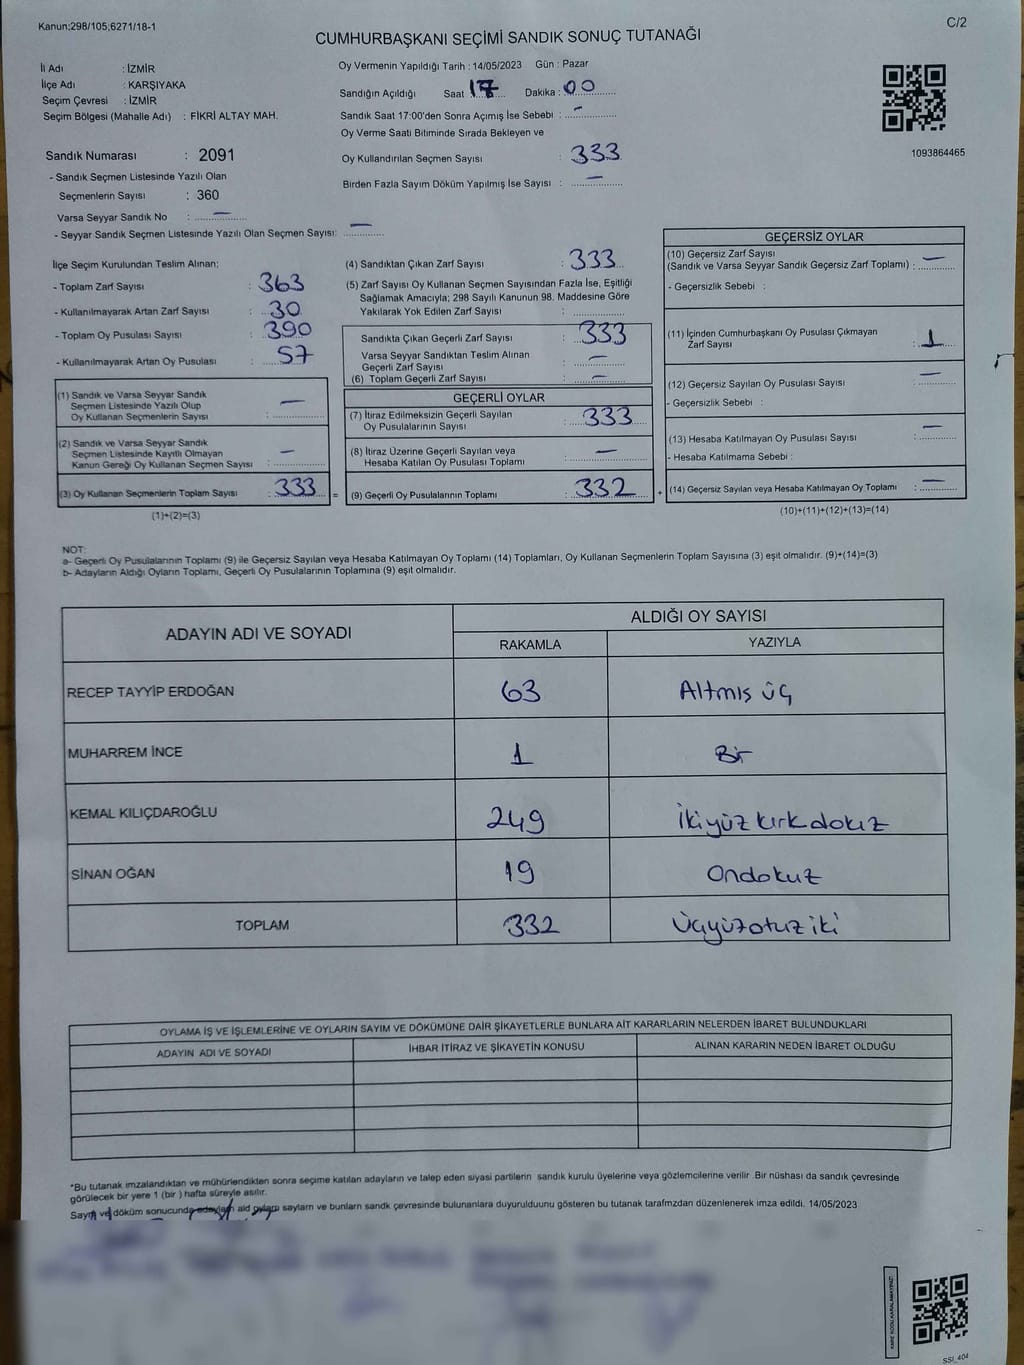 Kanun;298/105;6271/18-1
C/2
CUMHURBAŞKANI SEÇİMİ SANDIK SONUÇ TUTANAĞI
İl Adı : İZMİR
İlçe Adı : KARŞIYAKA
Seçim Çevresi : İZMİR
Seçim Bölgesi (Mahalle Adı) : FİKRİ ALTAY MAH.
Sandık Numarası : 2091
- Sandık Seçmen Listesinde Yazılı Olan
Seçmenlerin Sayısı : 360
Varsa Seyyar Sandık No : —
- Seyyar Sandık Seçmen Listesinde Yazılı Olan Seçmen Sayısı: —
Oy Vermenin Yapıldığı Tarih : 14/05/2023 Gün : Pazar
Sandığın Açıldığı Saat 17 Dakika : 00
Sandık Saat 17:00'den Sonra Açımış İse Sebebi : —
Oy Verme Saati Bitiminde Sırada Bekleyen ve
Oy Kullandırılan Seçmen Sayısı : 333
Birden Fazla Sayım Döküm Yapılmış İse Sayısı : —
1093864465
İlçe Seçim Kurulundan Teslim Alınan;
- Toplam Zarf Sayısı : 363
- Kullanılmayarak Artan Zarf Sayısı : 30
- Toplam Oy Pusulası Sayısı : 390
- Kullanılmayarak Artan Oy Pusulası : 57
(1) Sandık ve Varsa Seyyar Sandık
Seçmen Listesinde Yazılı Olup
Oy Kullanan Seçmenlerin Sayısı : —
(2) Sandık ve Varsa Seyyar Sandık
Seçmen Listesinde Kayıtlı Olmayan
Kanun Gereği Oy Kullanan Seçmen Sayısı : —
(3) Oy Kullanan Seçmenlerin Toplam Sayısı : 333 =
(1)+(2)=(3)
(4) Sandıktan Çıkan Zarf Sayısı : 333
(5) Zarf Sayısı Oy Kullanan Seçmen Sayısından Fazla İse, Eşitliği
Sağlamak Amacıyla; 298 Sayılı Kanunun 98. Maddesine Göre
Yakılarak Yok Edilen Zarf Sayısı :
Sandıkta Çıkan Geçerli Zarf Sayısı : 333
Varsa Seyyar Sandıktan Teslim Alınan
Geçerli Zarf Sayısı : —
(6) Toplam Geçerli Zarf Sayısı : —
GEÇERLİ OYLAR
(7) İtiraz Edilmeksizin Geçerli Sayılan
Oy Pusulalarının Sayısı : 333
(8) İtiraz Üzerine Geçerli Sayılan veya
Hesaba Katılan Oy Pusulası Toplamı : —
(9) Geçerli Oy Pusulalarının Toplamı : 332 +
GEÇERSİZ OYLAR
(10) Geçersiz Zarf Sayısı
(Sandık ve Varsa Seyyar Sandık Geçersiz Zarf Toplamı) : —
- Geçersizlik Sebebi :
(11) İçinden Cumhurbaşkanı Oy Pusulası Çıkmayan
Zarf Sayısı : 1
(12) Geçersiz Sayılan Oy Pusulası Sayısı : —
- Geçersizlik Sebebi :
(13) Hesaba Katılmayan Oy Pusulası Sayısı : —
- Hesaba Katılmama Sebebi :
(14) Geçersiz Sayılan veya Hesaba Katılmayan Oy Toplamı : —
(10)+(11)+(12)+(13)=(14)
NOT:
a- Geçerli Oy Pusulalarının Toplamı (9) ile Geçersiz Sayılan veya Hesaba Katılmayan Oy Toplamı (14) Toplamları, Oy Kullanan Seçmenlerin Toplam Sayısına (3) eşit olmalıdır. (9)+(14)=(3)
b- Adayların Aldığı Oyların Toplamı, Geçerli Oy Pusulalarının Toplamına (9) eşit olmalıdır.
ADAYIN ADI VE SOYADI ALDIĞI OY SAYISI
RAKAMLA YAZIYLA
RECEP TAYYİP ERDOĞAN 63 Altmış üç
MUHARREM İNCE 1 Bir
KEMAL KILIÇDAROĞLU 249 İkiyüz kırk dokuz
SİNAN OĞAN 19 Ondokuz
TOPLAM 332 Üçyüzotuz iki
OYLAMA İŞ VE İŞLEMLERİNE VE OYLARIN SAYIM VE DÖKÜMÜNE DAİR ŞİKAYETLERLE BUNLARA AİT KARARLARIN NELERDEN İBARET BULUNDUKLARI
ADAYIN ADI VE SOYADI İHBAR İTİRAZ VE ŞİKAYETİN KONUSU ALINAN KARARIN NEDEN İBARET OLDUĞU
*Bu tutanak imzalandıktan ve mühürlendikten sonra seçime katılan adayların ve talep eden siyasi partilerin sandık kurulu üyelerine veya gözlemcilerine verilir. Bir nüshası da sandık çevresinde
görülecek bir yere 1 (bir ) hafta süreyle asılır.
Sayım ve döküm sonucunda adayların ald oyların sayların ve bunların sandk çevresinde bulunanlara duyurulduunu gösteren bu tutanak tarafmzdan düzenlenerek imza edildi. 14/05/2023
KARE KODU KARALAMAYINIZ!
SSİ_404